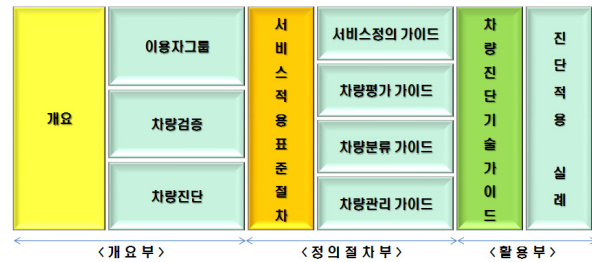 개요
이용자그룹
차량검증
차량진단
서비스적용표준절차
서비스정의 가이드
차량평가 가이드
차량분류 가이드
차량관리 가이드
차량진단기술가이드
진단적용 실례
<개요부>
<정의절차부>
<활용부>